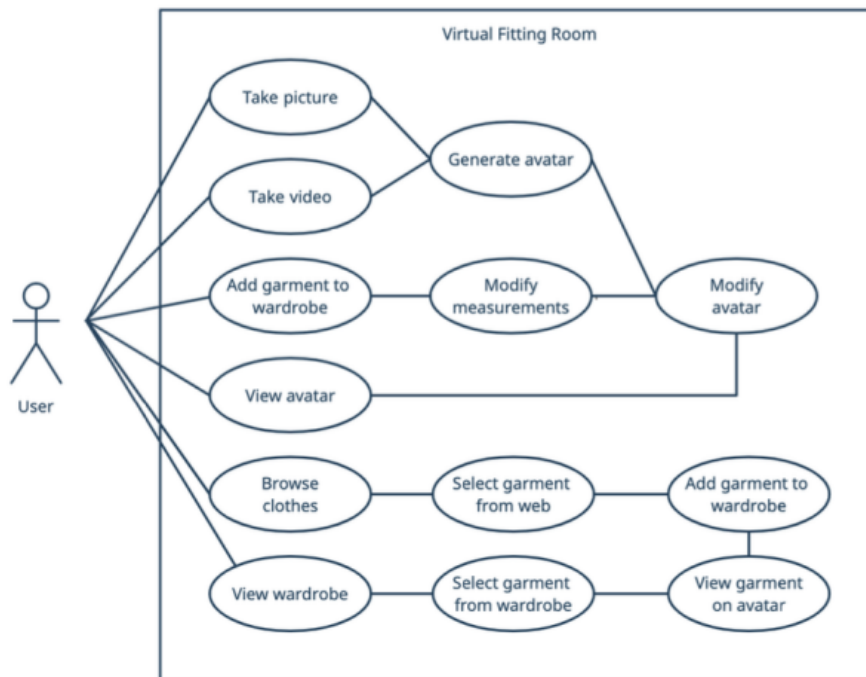 Virtual Fitting Room
Take picture
Generate avatar
Take video
Add garment to
wardrobe
Modify
measurements
Modify
avatar
User
View avatar
Browse
clothes
Select garment
from web
Add garment to
wardrobe
View wardrobe
Select garment
from wardrobe
View garment
on avatar